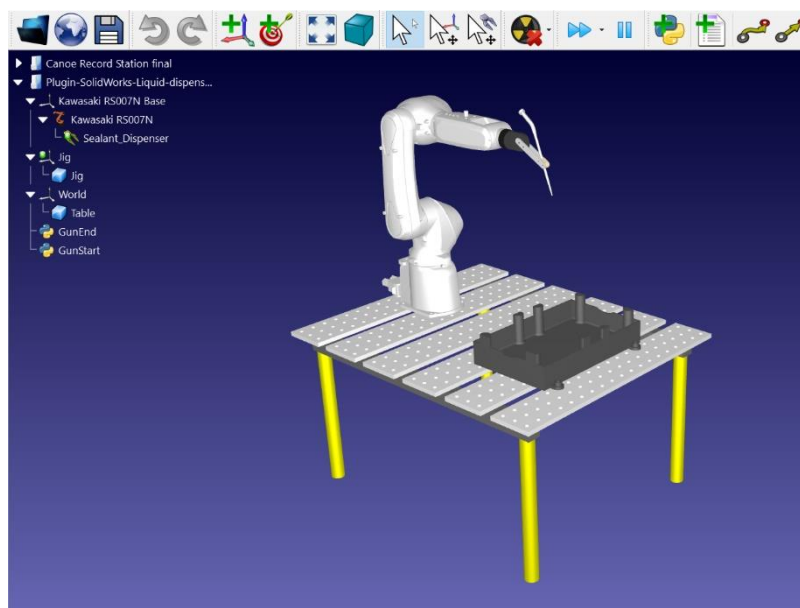 Canoe Record Station final
Plugin-SolidWorks-Liquid-dispens...
Kawasaki RS007N Base
Kawasaki RS007N
Sealant_Dispenser
Jig
Jig
World
Table
GunEnd
GunStart